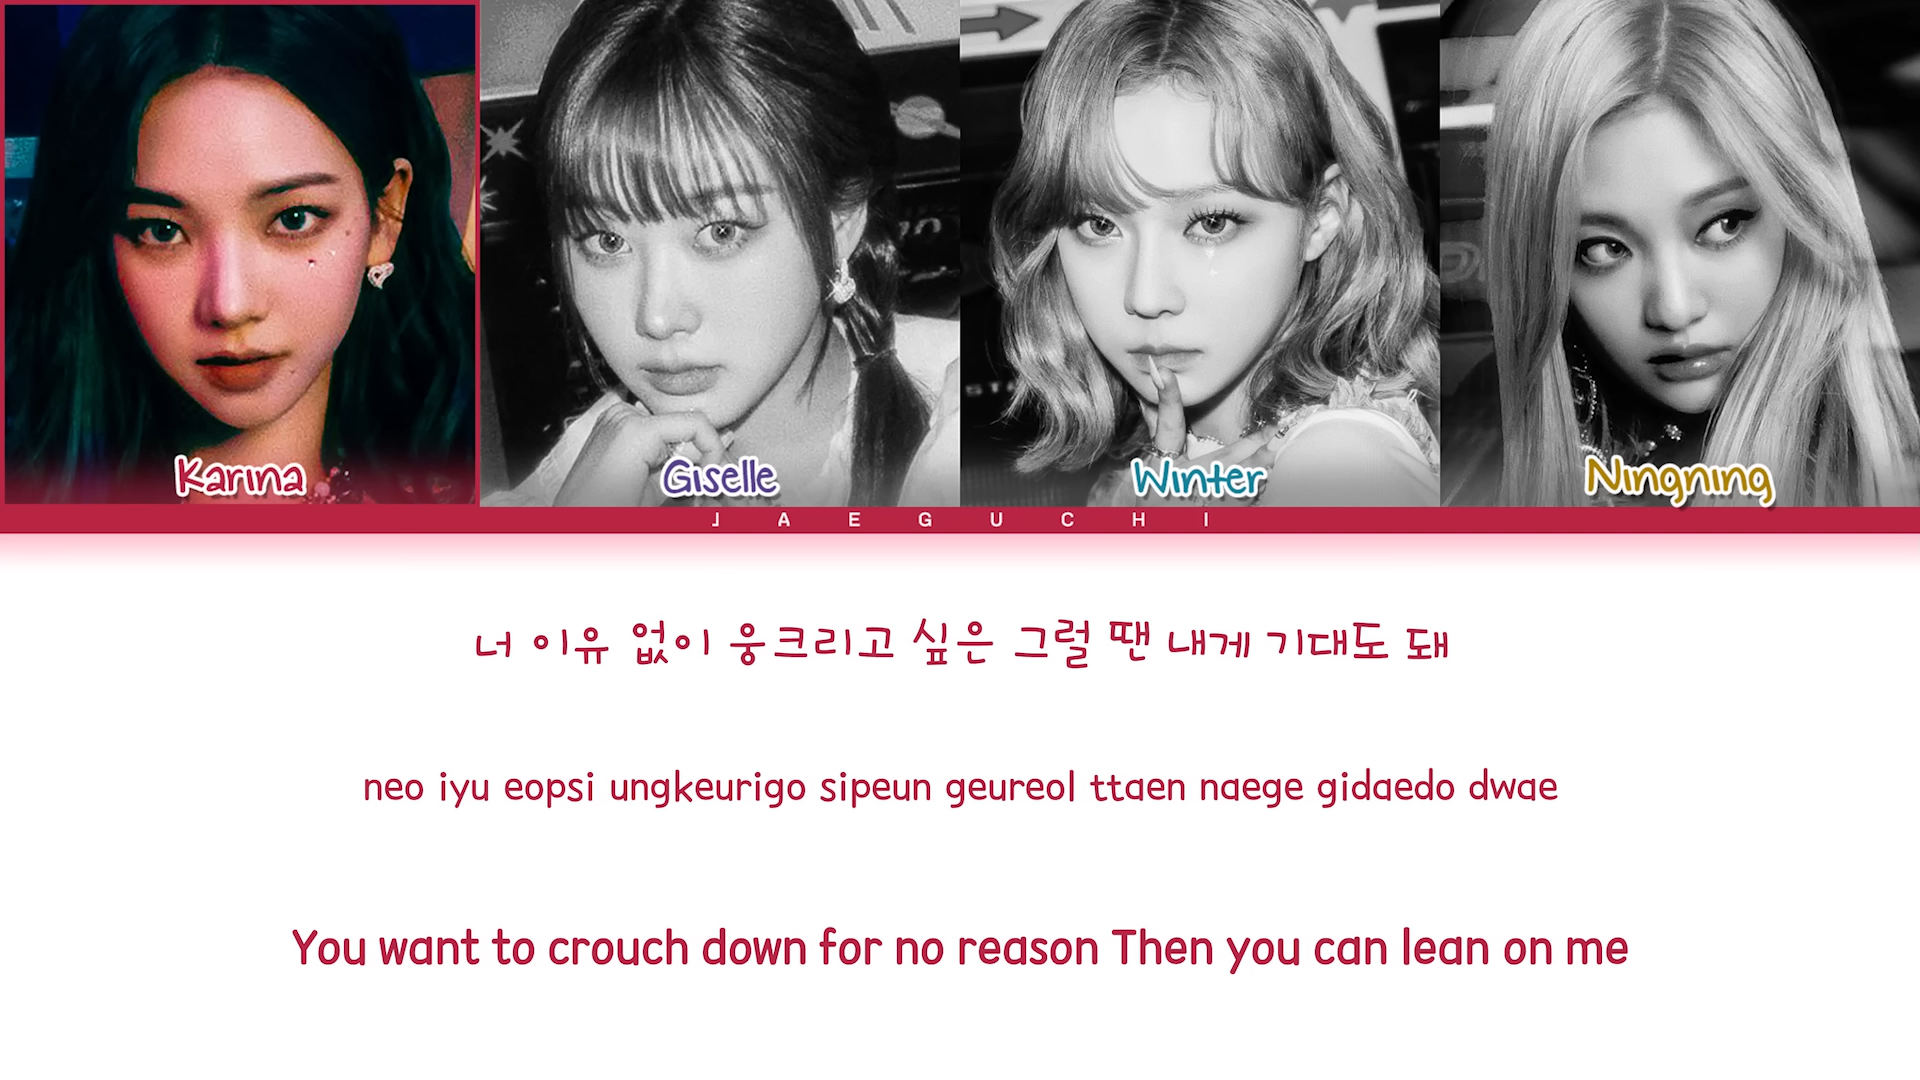 Karina
Giselle
Winter
Ningning
JAEGUCHI
너 이유 없이 웅크리고 싶은 그럴 땐 내게 기대도 돼
neo iyu eopsi ungkeurigo sipeun geureol ttaen naege gidaedo dwae
You want to crouch down for no reason Then you can lean on me